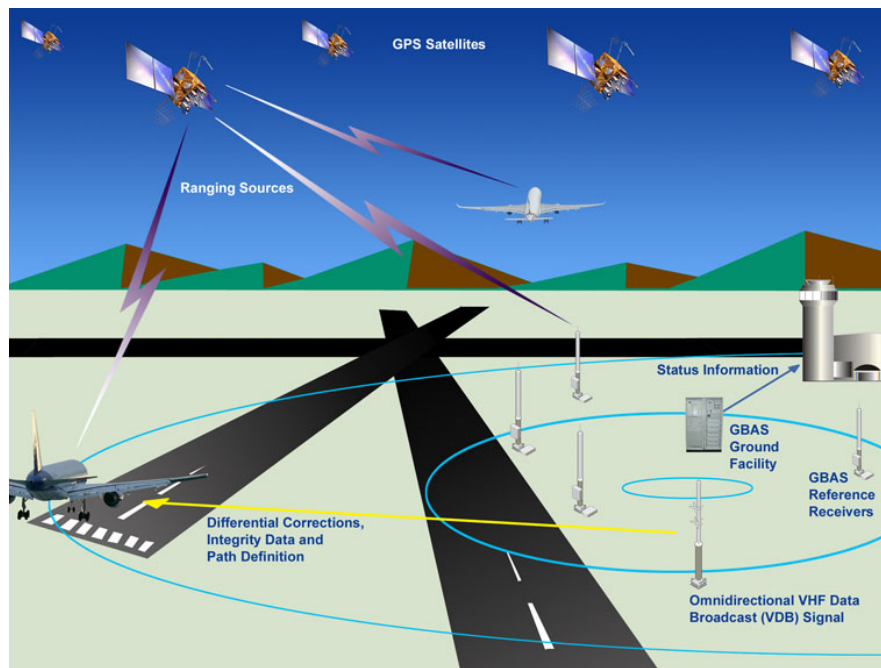 GPS Satellites
Ranging Sources
Status Information
GBAS
Ground
Facility
GBAS
Reference
Receivers
Differential Corrections,
Integrity Data and
Path Definition
Omnidirectional VHF Data
Broadcast (VDB) Signal